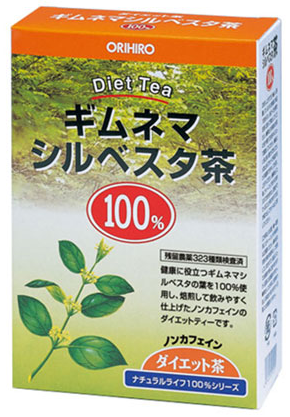 ORIHIRO
100%
Diet Tea
ギムネマ
シルベスタ茶
100%
残留農薬323種類検査済
健康に役立つギムネマシ
ルベスタの葉を100%使
用し、焙煎して飲みやすく
仕上げたノンカフェインの
ダイエットティーです。
ノンカフェイン
ダイエット茶
ナチュラルライフ100%シリーズ